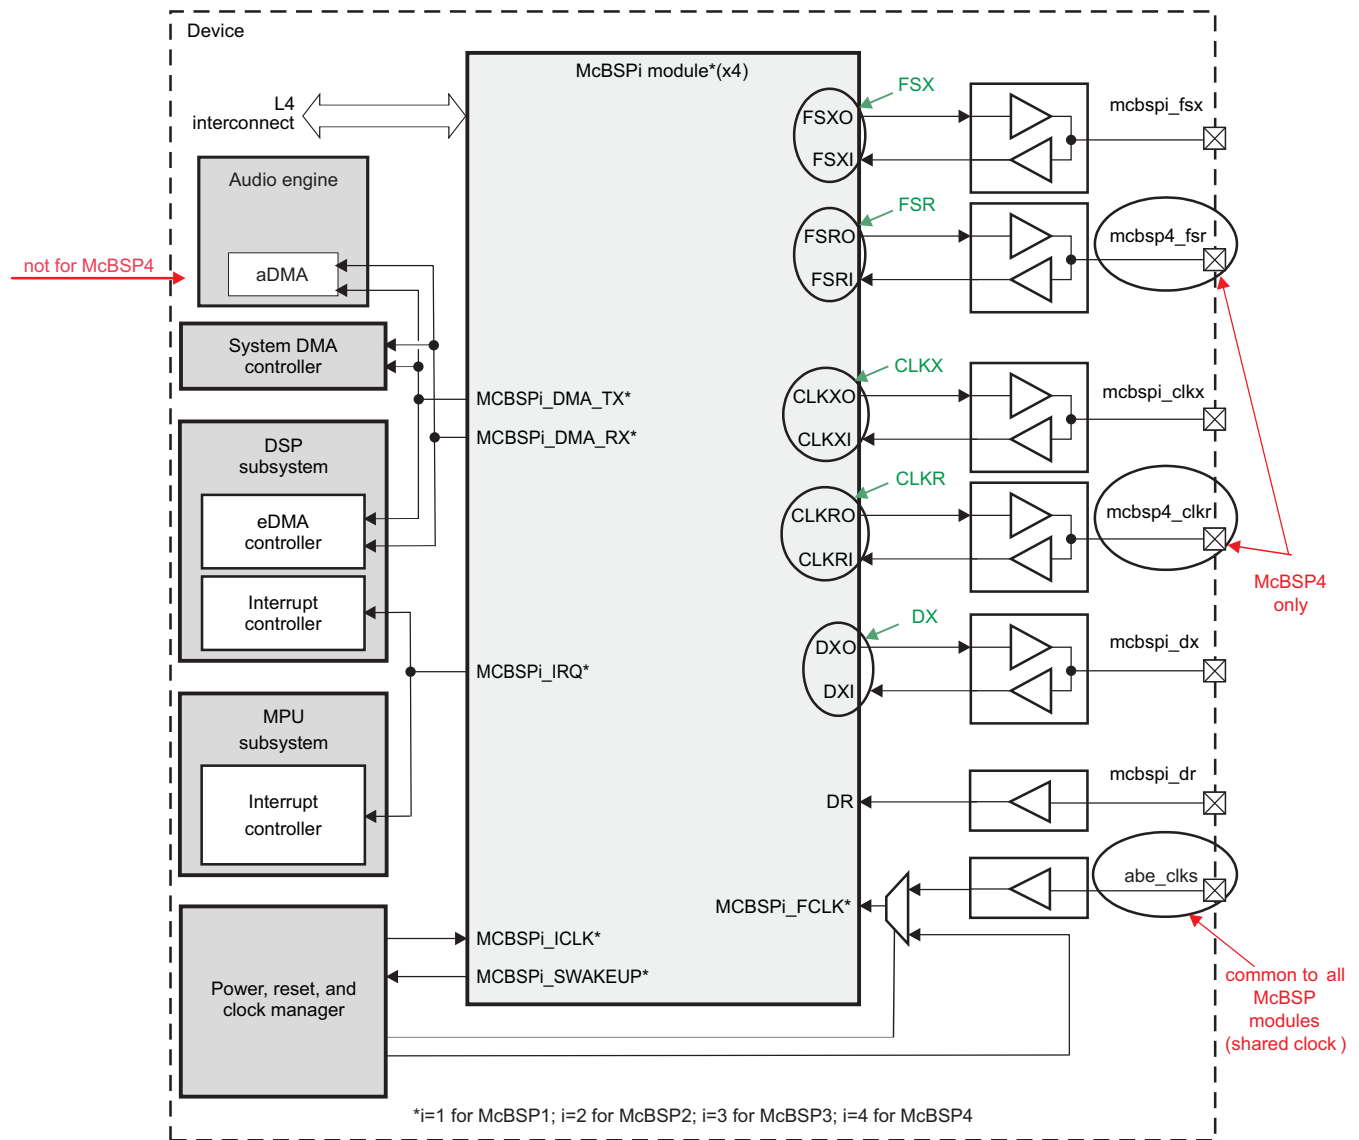 Device
McBSPi module*(x4)
L4
interconnect
Audio engine
aDMA
not for McBSP4
System DMA
controller
DSP
subsystem
eDMA
controller
Interrupt
controller
MPU
subsystem
Interrupt
controller
Power, reset, and
clock manager
MCBSPi_DMA_TX*
MCBSPi_DMA_RX*
MCBSPi_IRQ*
MCBSPi_ICLK*
MCBSPi_SWAKEUP*
FSX
FSXO
FSXI
mcbspi_fsx
FSR
FSRO
FSRI
mcbsp4_fsr
CLKX
CLKXO
CLKXI
mcbspi_clkx
CLKR
CLKRO
CLKRI
mcbsp4_clkr
McBSP4
only
DX
DXO
DXI
mcbspi_dx
DR
mcbspi_dr
MCBSPi_FCLK*
abe_clks
common to all
McBSP
modules
(shared clock )
*i=1 for McBSP1; i=2 for McBSP2; i=3 for McBSP3; i=4 for McBSP4